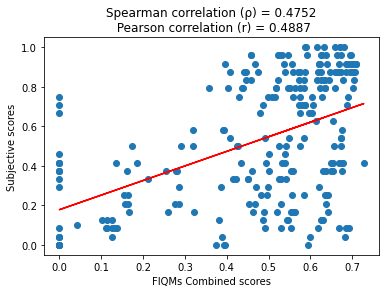 Spearman correlation (ρ) = 0.4752
Pearson correlation (r) = 0.4887
1.0
0.8
0.6
0.4
0.2
0.0
Subjective scores
0.0 0.1 0.2 0.3 0.4 0.5 0.6 0.7
FIQMs Combined scores